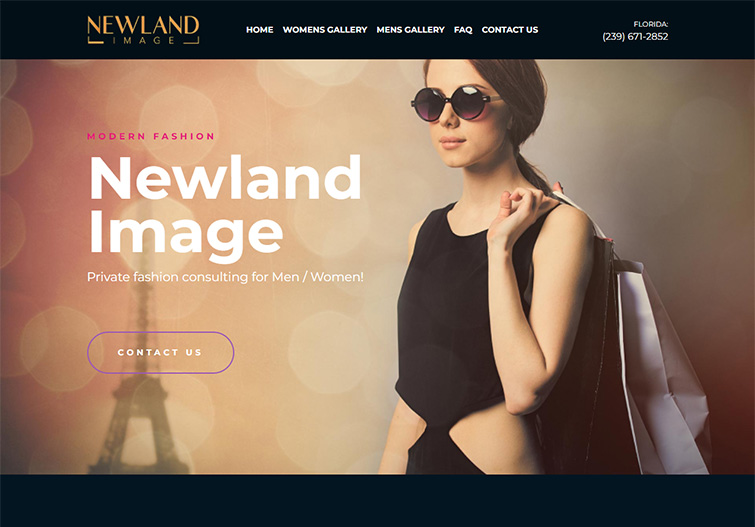 NEWLAND
IMAGE
HOME WOMENS GALLERY MENS GALLERY FAQ CONTACT US
FLORIDA:
(239) 671-2852
MODERN FASHION
Newland
Image
Private fashion consulting for Men / Women!
CONTACT US